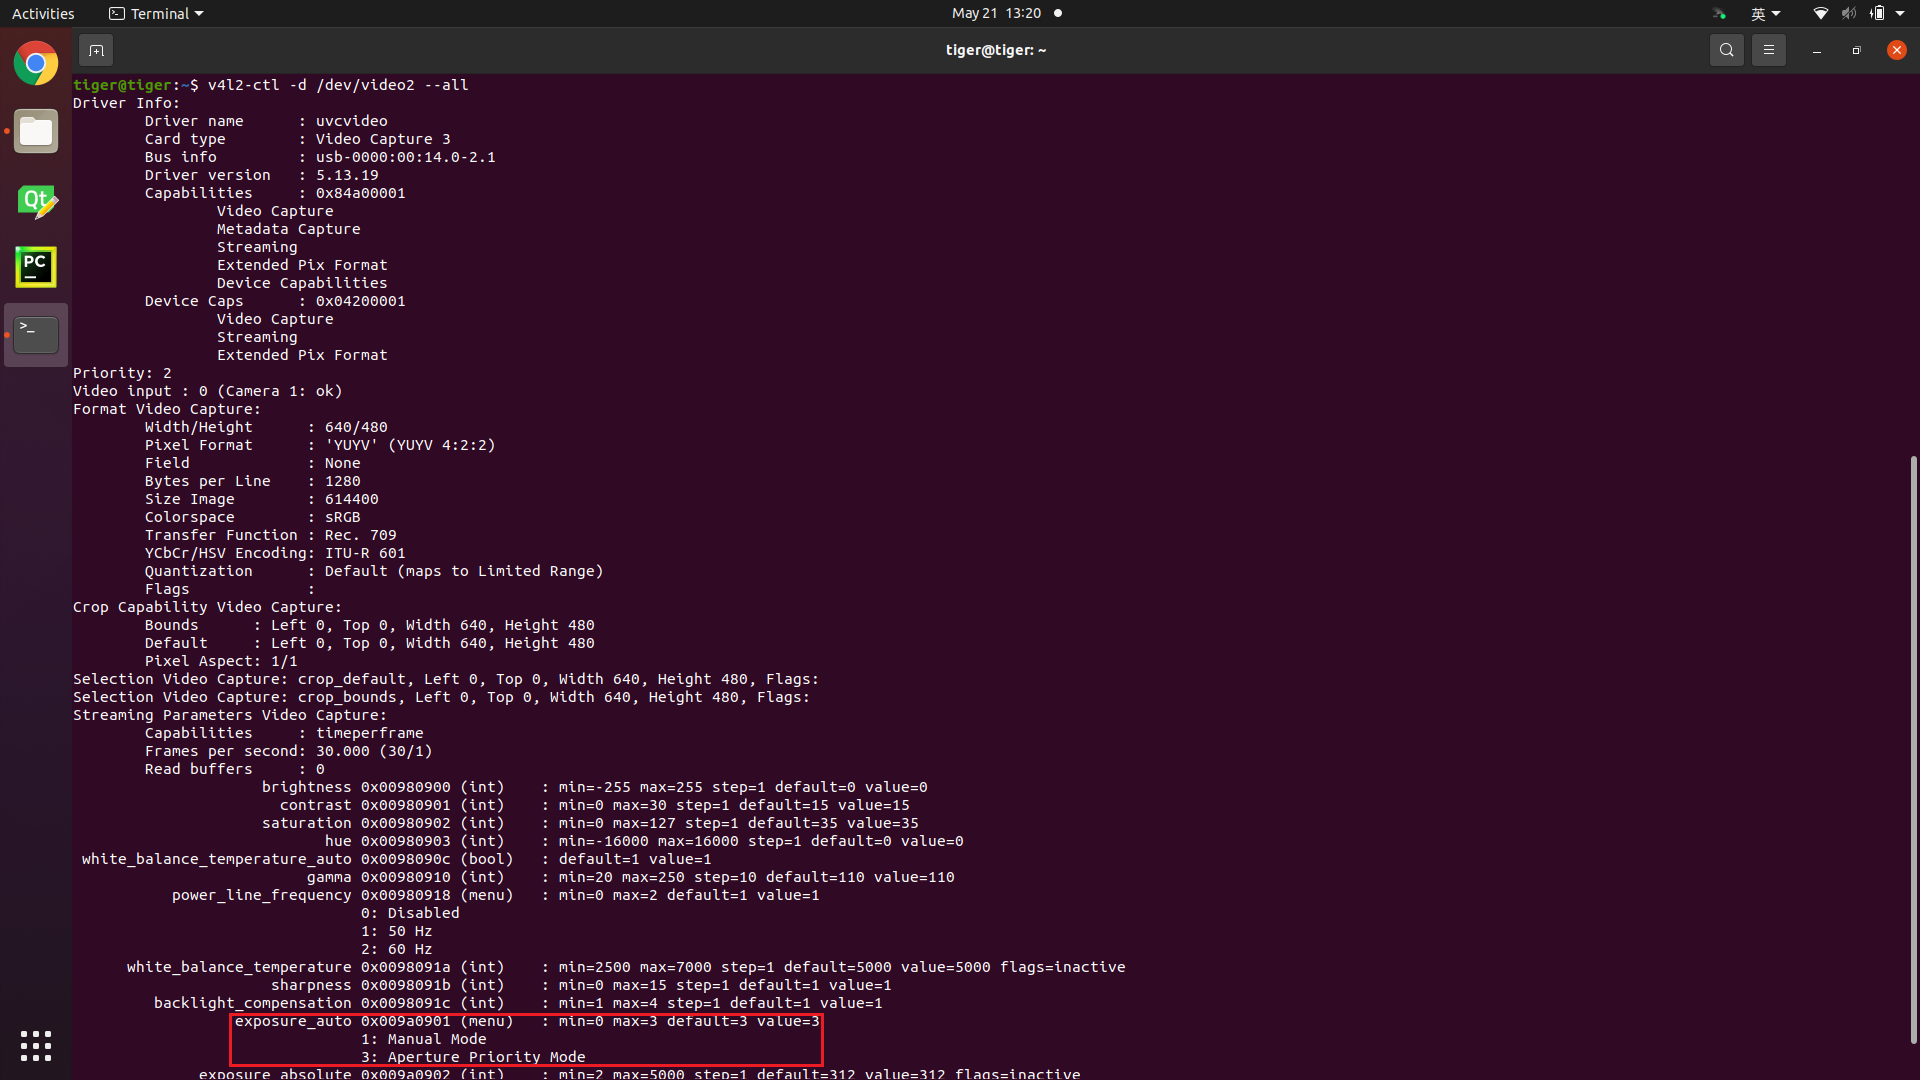 Activities
Terminal
May 21 13:20
英
tiger@tiger: ~
tiger@tiger:~$ v4l2-ctl -d /dev/video2 --all
Driver Info:
Driver name : uvcvideo
Card type : Video Capture 3
Bus info : usb-0000:00:14.0-2.1
Driver version : 5.13.19
Capabilities : 0x84a00001
Video Capture
Metadata Capture
Streaming
Extended Pix Format
Device Capabilities
Device Caps : 0x04200001
Video Capture
Streaming
Extended Pix Format
Priority: 2
Video input : 0 (Camera 1: ok)
Format Video Capture:
Width/Height : 640/480
Pixel Format : 'YUYV' (YUYV 4:2:2)
Field : None
Bytes per Line : 1280
Size Image : 614400
Colorspace : sRGB
Transfer Function : Rec. 709
YCbCr/HSV Encoding: ITU-R 601
Quantization : Default (maps to Limited Range)
Flags :
Crop Capability Video Capture:
Bounds : Left 0, Top 0, Width 640, Height 480
Default : Left 0, Top 0, Width 640, Height 480
Pixel Aspect: 1/1
Selection Video Capture: crop_default, Left 0, Top 0, Width 640, Height 480, Flags:
Selection Video Capture: crop_bounds, Left 0, Top 0, Width 640, Height 480, Flags:
Streaming Parameters Video Capture:
Capabilities : timeperframe
Frames per second: 30.000 (30/1)
Read buffers : 0
brightness 0x00980900 (int) : min=-255 max=255 step=1 default=0 value=0
contrast 0x00980901 (int) : min=0 max=30 step=1 default=15 value=15
saturation 0x00980902 (int) : min=0 max=127 step=1 default=35 value=35
hue 0x00980903 (int) : min=-16000 max=16000 step=1 default=0 value=0
white_balance_temperature_auto 0x0098090c (bool) : default=1 value=1
gamma 0x00980910 (int) : min=20 max=250 step=10 default=110 value=110
power_line_frequency 0x00980918 (menu) : min=0 max=2 default=1 value=1
0: Disabled
1: 50 Hz
2: 60 Hz
white_balance_temperature 0x0098091a (int) : min=2500 max=7000 step=1 default=5000 value=5000 flags=inactive
sharpness 0x0098091b (int) : min=0 max=15 step=1 default=1 value=1
backlight_compensation 0x0098091c (int) : min=1 max=4 step=1 default=1 value=1
exposure_auto 0x009a0901 (menu) : min=0 max=3 default=3 value=3
1: Manual Mode
3: Aperture Priority Mode
exposure_absolute 0x009a0902 (int) : min=2 max=5000 step=1 default=312 value=312 flags=inactive
Qt
PC
>_